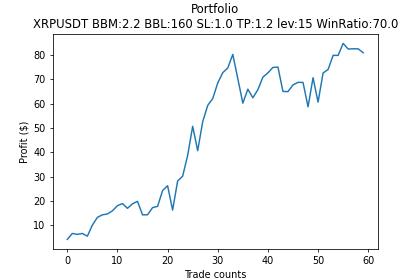 Portfolio
XRPUSDT BBM:2.2 BBL:160 SL:1.0 TP:1.2 lev:15 WinRatio:70.0
80
70
60
50
40
30
20
10
Profit ($)
0 10 20 30 40 50 60
Trade counts